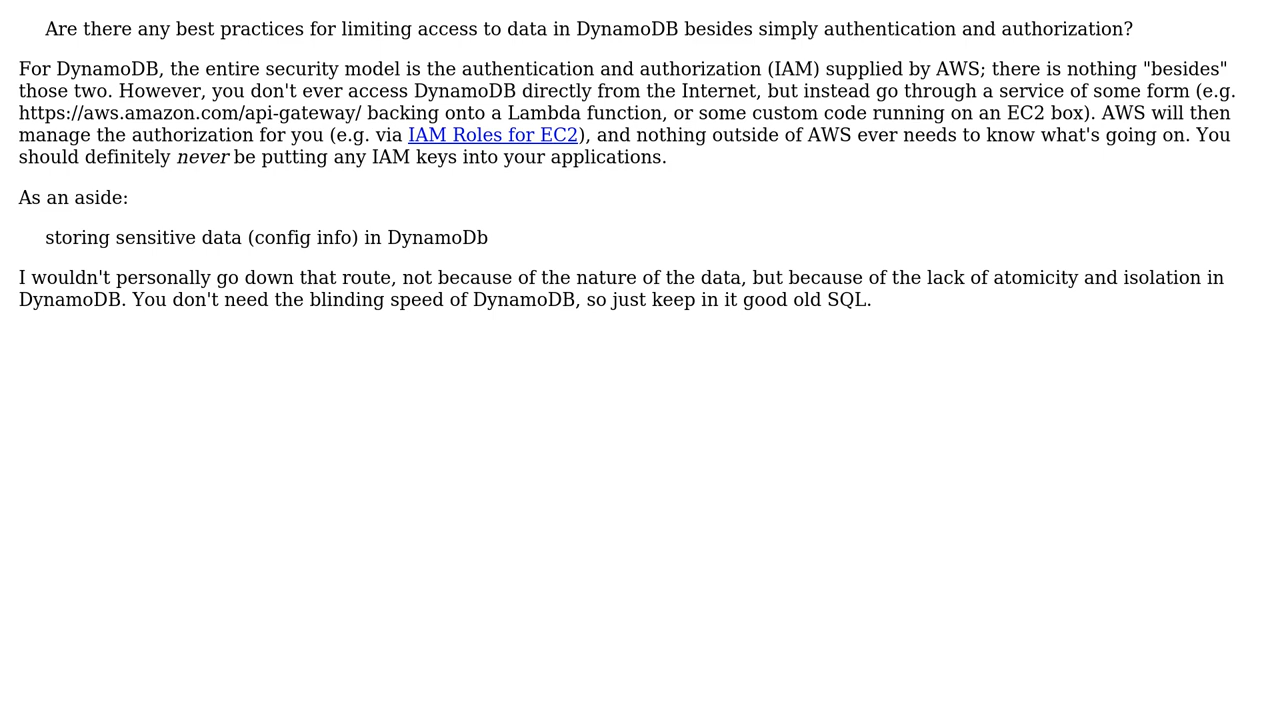 Are there any best practices for limiting access to data in DynamoDB besides simply authentication and authorization?
For DynamoDB, the entire security model is the authentication and authorization (IAM) supplied by AWS; there is nothing "besides"
those two. However, you don't ever access DynamoDB directly from the Internet, but instead go through a service of some form (e.g.
https://aws.amazon.com/api-gateway/ backing onto a Lambda function, or some custom code running on an EC2 box). AWS will then
manage the authorization for you (e.g. via IAM Roles for EC2), and nothing outside of AWS ever needs to know what's going on. You
should definitely never be putting any IAM keys into your applications.
As an aside:
storing sensitive data (config info) in DynamoDb
I wouldn't personally go down that route, not because of the nature of the data, but because of the lack of atomicity and isolation in
DynamoDB. You don't need the blinding speed of DynamoDB, so just keep in it good old SQL.